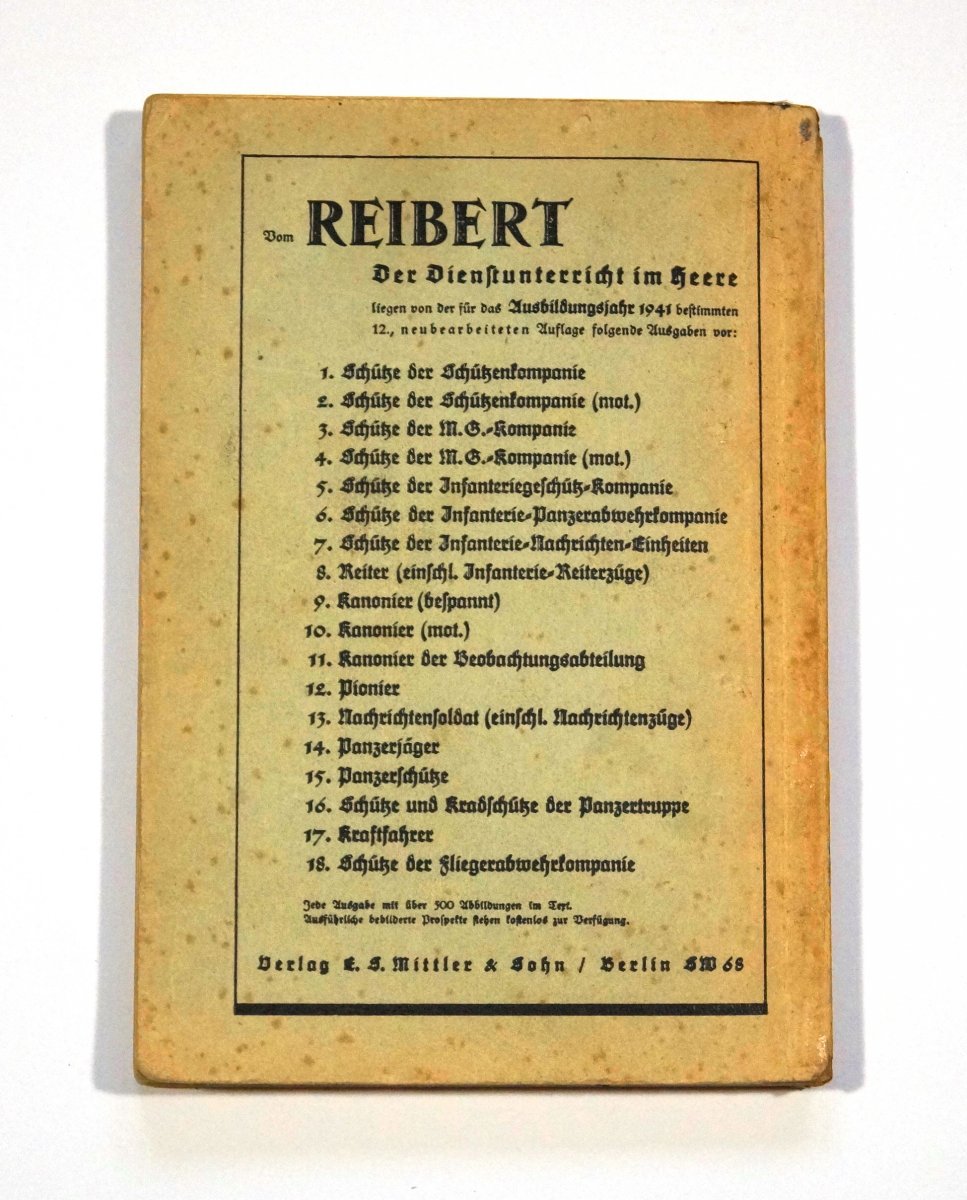 Vom REIBERT
Der Dienstunterricht im Heere
liegen von der für das Ausbildungsjahr 1941 bestimmten
12., neubearbeiteten Auflage folgende Ausgaben vor:
1. Schütze der Schützenkompanie
2. Schütze der Schützenkompanie (mot.)
3. Schütze der M.G.-Kompanie
4. Schütze der M.G.-Kompanie (mot.)
5. Schütze der Infanteriegeschütz-Kompanie
6. Schütze der Infanterie-Panzerabwehrkompanie
7. Schütze der Infanterie-Nachrichten-Einheiten
8. Reiter (einschl. Infanterie-Reiterzüge)
9. Kanonier (bespannt)
10. Kanonier (mot.)
11. Kanonier der Beobachtungsabteilung
12. Pionier
13. Nachrichtensoldat (einschl. Nachrichtenzüge)
14. Panzerjäger
15. Panzerschütze
16. Schütze und Kradschütze der Panzertruppe
17. Kraftfahrer
18. Schütze der Fliegerabwehrkompanie
Jede Ausgabe mit über 500 Abbildungen im Text.
Ausführliche bebilderte Prospekte stehen kostenlos zur Verfügung.
Verlag E. S. Mittler & Sohn / Berlin SW 68